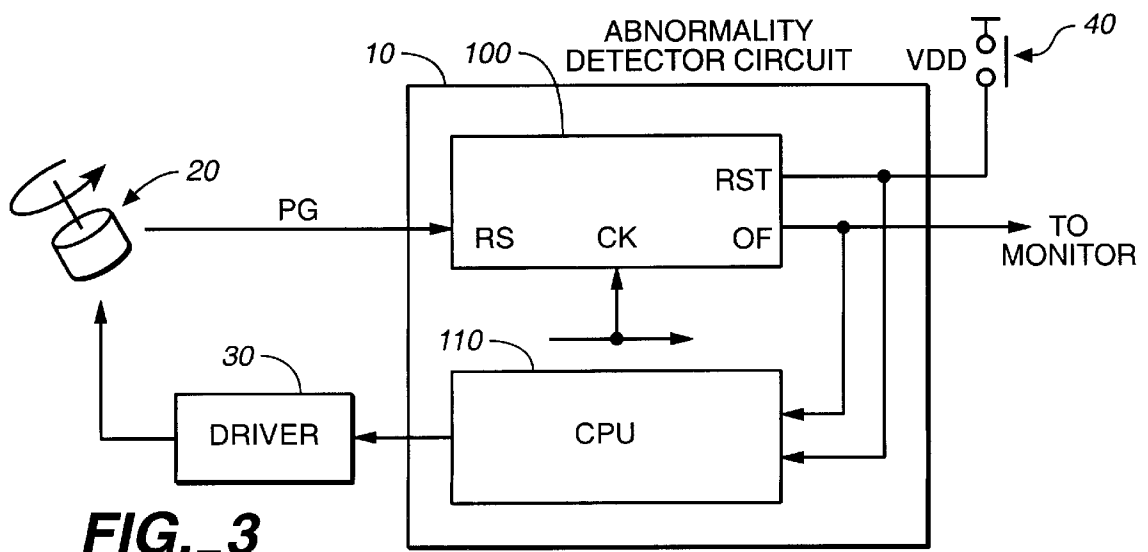 ABNORMALITY
DETECTOR CIRCUIT
10
100
VDD
40
20
RST
PG
RS
CK
OF
TO
MONITOR
110
30
DRIVER
CPU
FIG._3